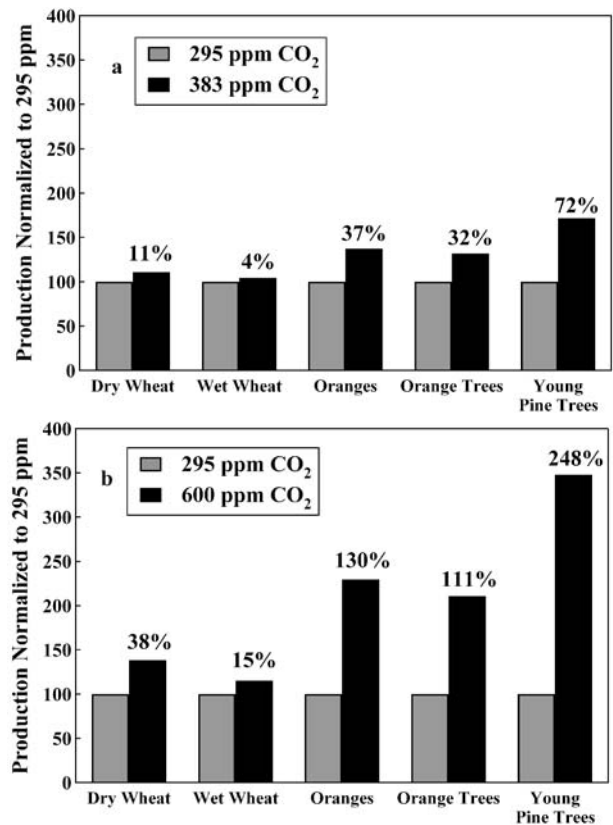 400
350
300
250
200
150
100
50
0
Production Normalized to 295 ppm
a
295 ppm CO₂
383 ppm CO₂
11%
4%
37%
32%
72%
Dry Wheat
Wet Wheat
Oranges
Orange Trees
Young
Pine Trees
400
350
300
250
200
150
100
50
0
Production Normalized to 295 ppm
b
295 ppm CO₂
600 ppm CO₂
38%
15%
130%
111%
248%
Dry Wheat
Wet Wheat
Oranges
Orange Trees
Young
Pine Trees